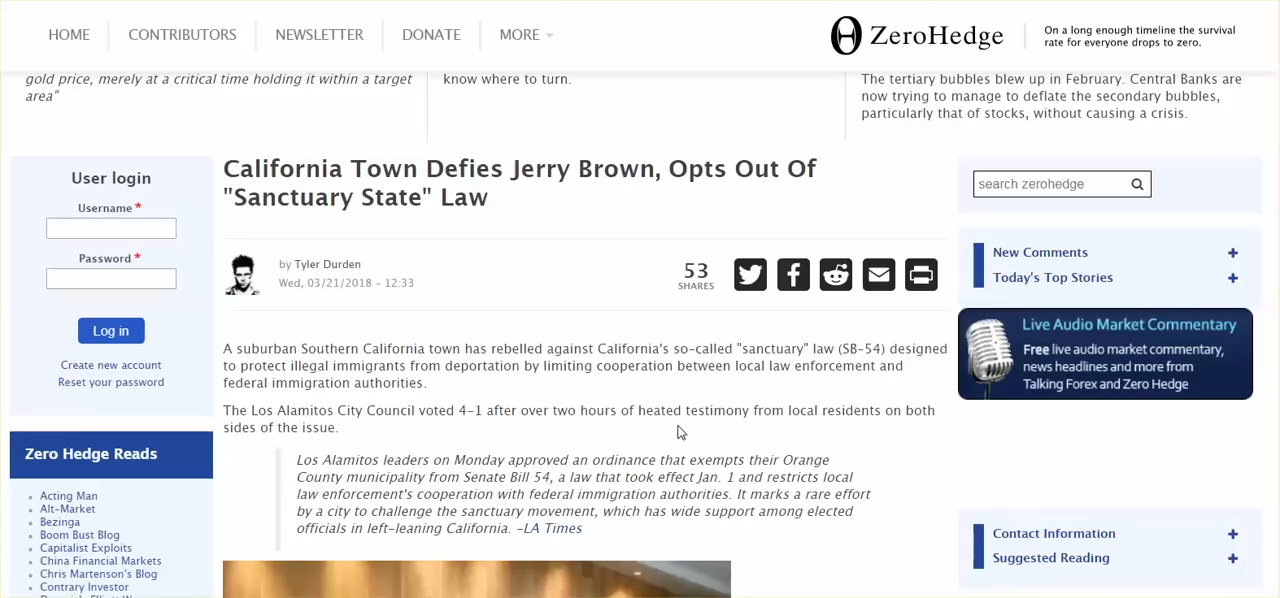 HOME
CONTRIBUTORS
NEWSLETTER
DONATE
MORE
ZeroHedge
On a long enough timeline the survival
rate for everyone drops to zero.
gold price, merely at a critical time holding it within a target
area"
know where to turn.
The tertiary bubbles blew up in February. Central Banks are
now trying to manage to deflate the secondary bubbles,
particularly that of stocks, without causing a crisis.
User login
Username *
Password *
Log in
Create new account
Reset your password
Zero Hedge Reads
Acting Man
Alt-Market
Bezinga
Boom Bust Blog
Capitalist Exploits
China Financial Markets
Chris Martenson's Blog
Contrary Investor
California Town Defies Jerry Brown, Opts Out Of
"Sanctuary State" Law
by Tyler Durden
Wed, 03/21/2018 - 12:33
53
SHARES
A suburban Southern California town has rebelled against California's so-called "sanctuary" law (SB-54) designed
to protect illegal immigrants from deportation by limiting cooperation between local law enforcement and
federal immigration authorities.
The Los Alamitos City Council voted 4-1 after over two hours of heated testimony from local residents on both
sides of the issue.
Los Alamitos leaders on Monday approved an ordinance that exempts their Orange
County municipality from Senate Bill 54, a law that took effect Jan. 1 and restricts local
law enforcement's cooperation with federal immigration authorities. It marks a rare effort
by a city to challenge the sanctuary movement, which has wide support among elected
officials in left-leaning California. -LA Times
search zerohedge
New Comments +
Today's Top Stories +
Live Audio Market Commentary
Free live audio market commentary,
news headlines and more from
Talking Forex and Zero Hedge
Contact Information +
Suggested Reading +